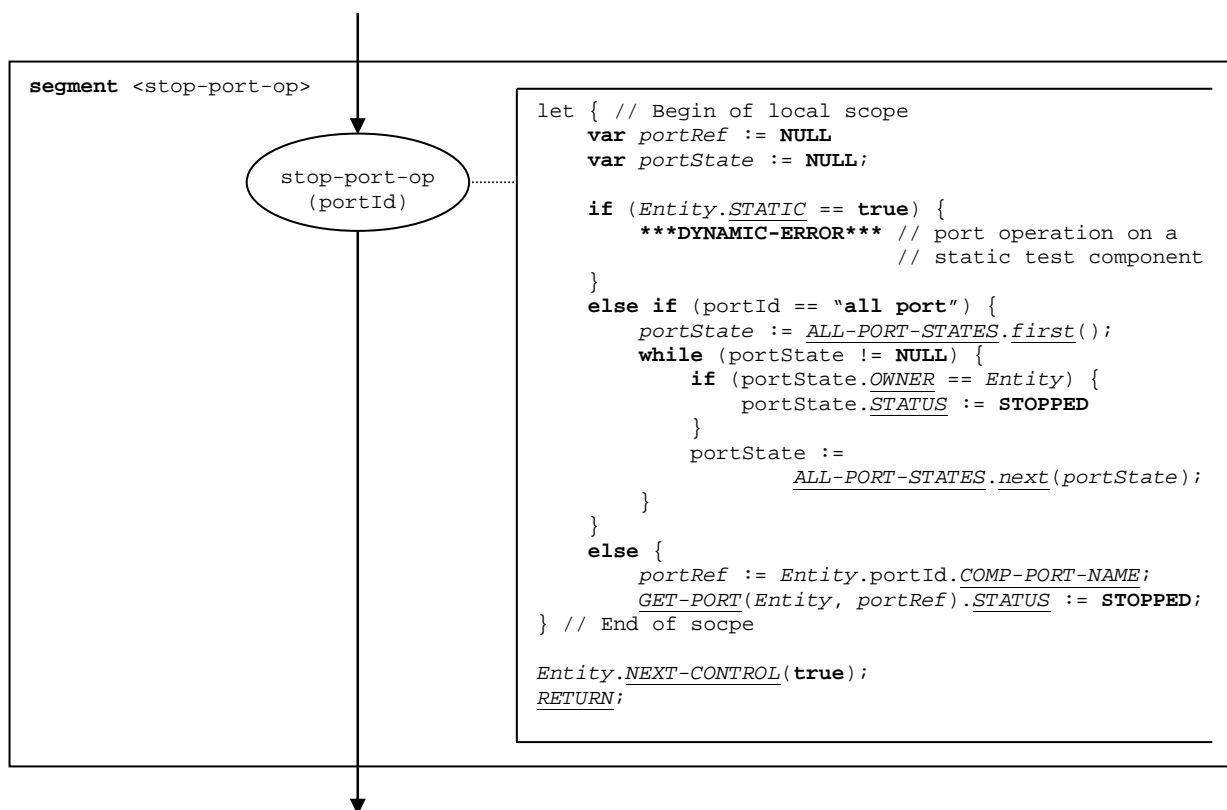 segment <stop-port-op>
stop-port-op
(portId)
let { // Begin of local scope
    var portRef := NULL
    var portState := NULL;
    if (Entity.STATIC == true) {
        ***DYNAMIC-ERROR*** // port operation on a
                            // static test component
    }
    else if (portId == “all port”) {
        portState := ALL-PORT-STATES.first();
        while (portState != NULL) {
            if (portState.OWNER == Entity) {
                portState.STATUS := STOPPED
            }
            portState :=
                    ALL-PORT-STATES.next(portState);
        }
    }
    else {
        portRef := Entity.portId.COMP-PORT-NAME;
        GET-PORT(Entity, portRef).STATUS := STOPPED;
} // End of socpe
Entity.NEXT-CONTROL(true);
RETURN;